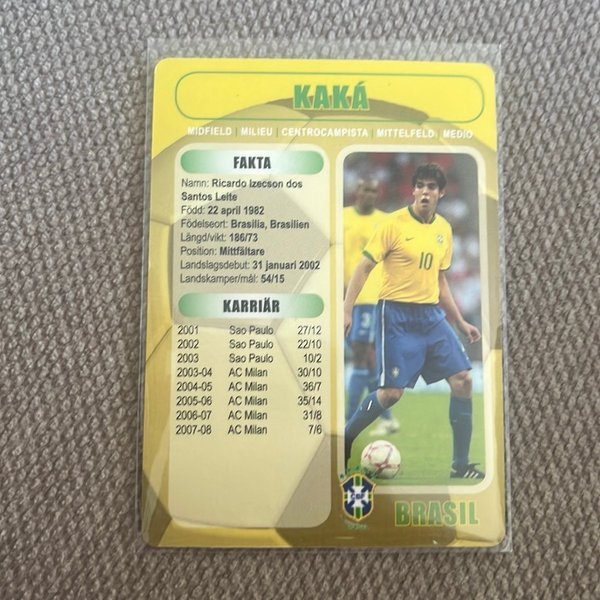 KAKÁ
MIDFIELD | MILIEU | CENTROCAMPISTA | MITTELFELD | MEDIO
FAKTA
Namn: Ricardo Izecson dos
Santos Leite
Född: 22 april 1982
Födelseort: Brasilia, Brasilien
Längd/vikt: 186/73
Position: Mittfältare
Landslagsdebut: 31 januari 2002
Landskamper/mål: 54/15
KARRIÄR
2001 Sao Paulo 27/12
2002 Sao Paulo 22/10
2003 Sao Paulo 10/2
2003-04 AC Milan 30/10
2004-05 AC Milan 36/7
2005-06 AC Milan 35/14
2006-07 AC Milan 31/8
2007-08 AC Milan 7/6
10
CBF
BRASIL